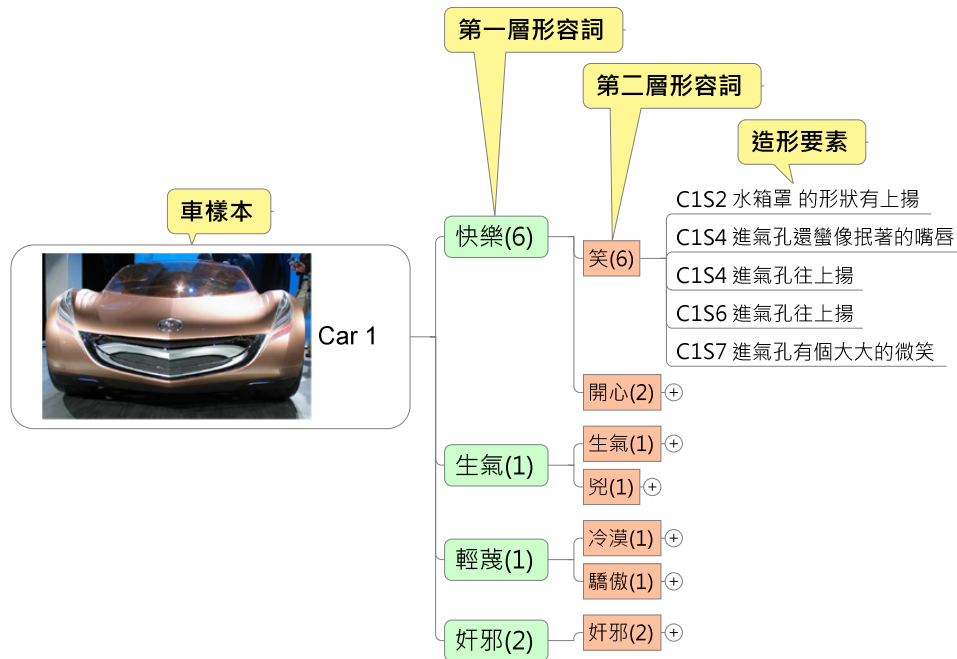 第一層形容詞
第二層形容詞
造形要素
車樣本
Car 1
快樂(6)
笑(6)
C1S2 水箱罩 的形狀有上揚
C1S4 進氣孔還蠻像抿著的嘴唇
C1S4 進氣孔往上揚
C1S6 進氣孔往上揚
C1S7 進氣孔有個大大的微笑
開心(2)
生氣(1)
生氣(1)
兇(1)
輕蔑(1)
冷漠(1)
驕傲(1)
奸邪(2)
奸邪(2)